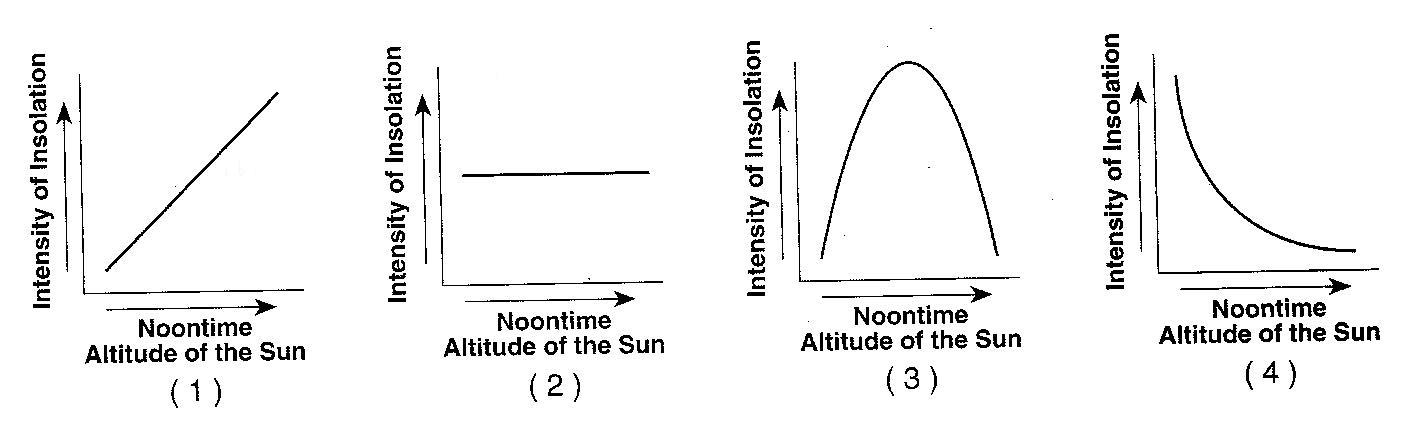 Intensity of Insolation
Noontime
Altitude of the Sun
( 1 )
Intensity of Insolation
Noontime
Altitude of the Sun
( 2 )
Intensity of Insolation
Noontime
Altitude of the Sun
( 3 )
Intensity of Insolation
Noontime
Altitude of the Sun
( 4 )